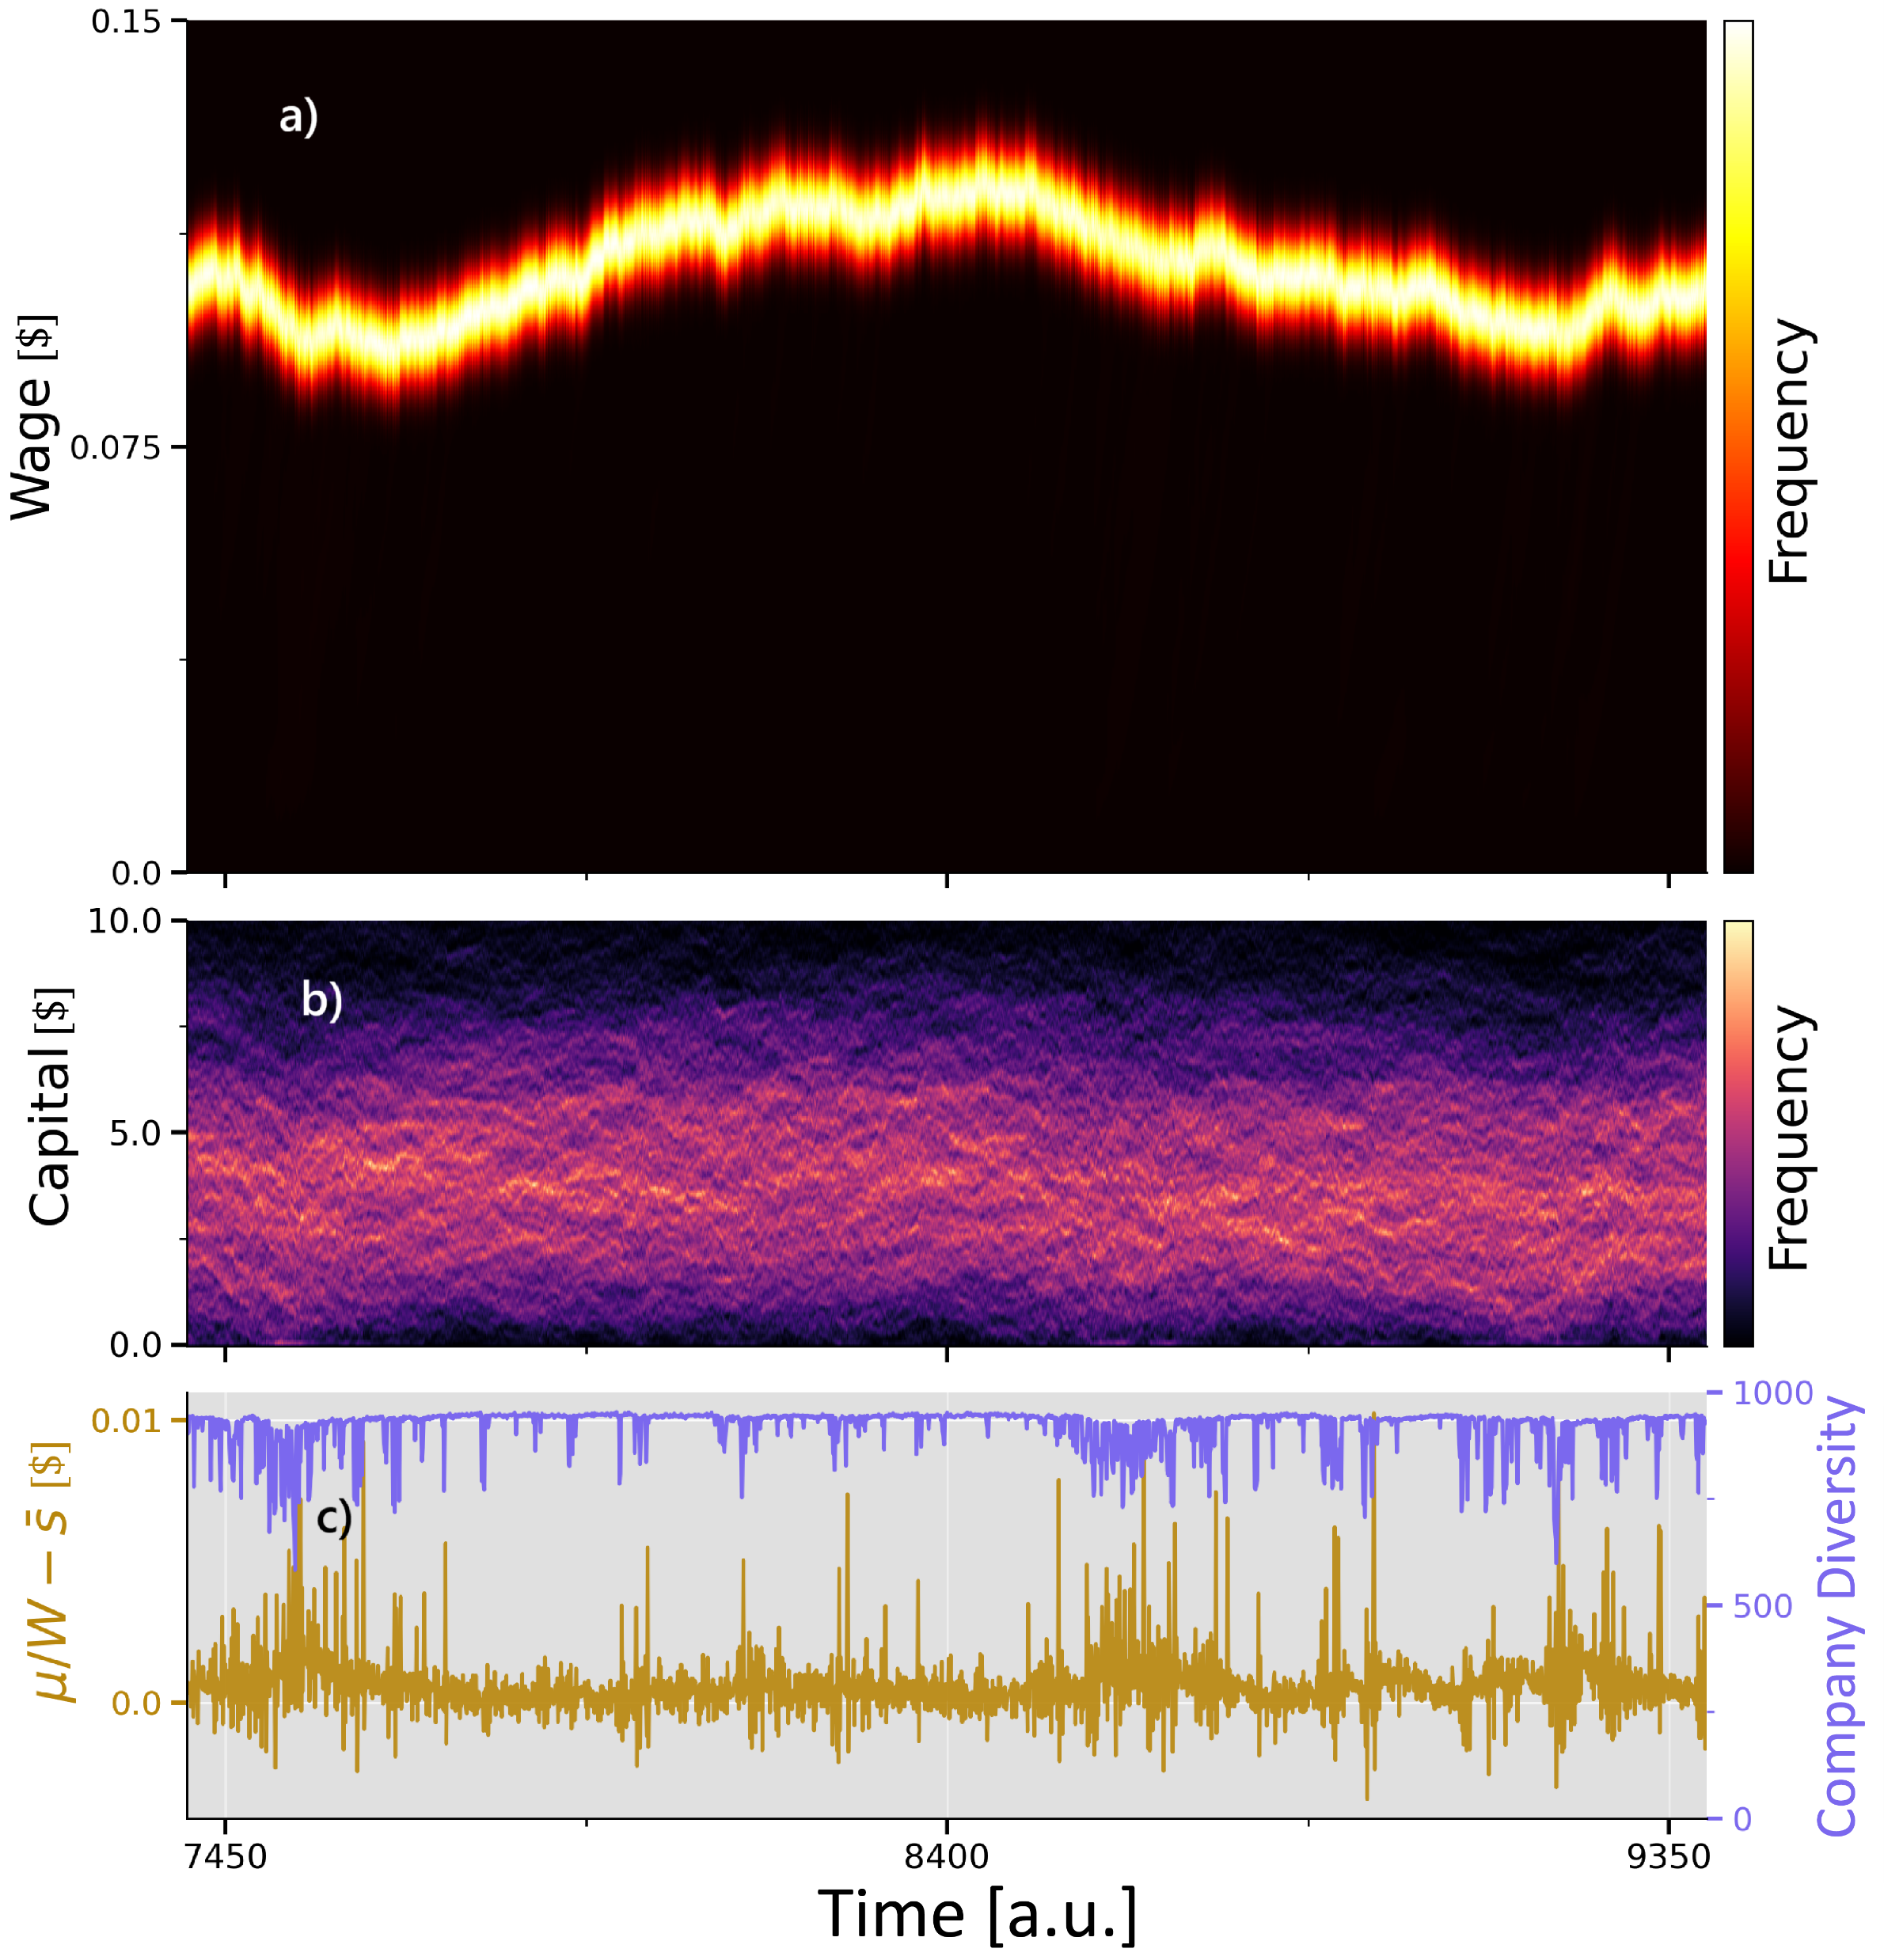 0.15
a)
Wage [$]
0.075
0.0
Frequency
10.0
b)
Capital [$]
5.0
0.0
Frequency
0.01
c)
μ/W − s̄ [$]
0.0
1000
500
0
Company Diversity
7450
8400
9350
Time [a.u.]